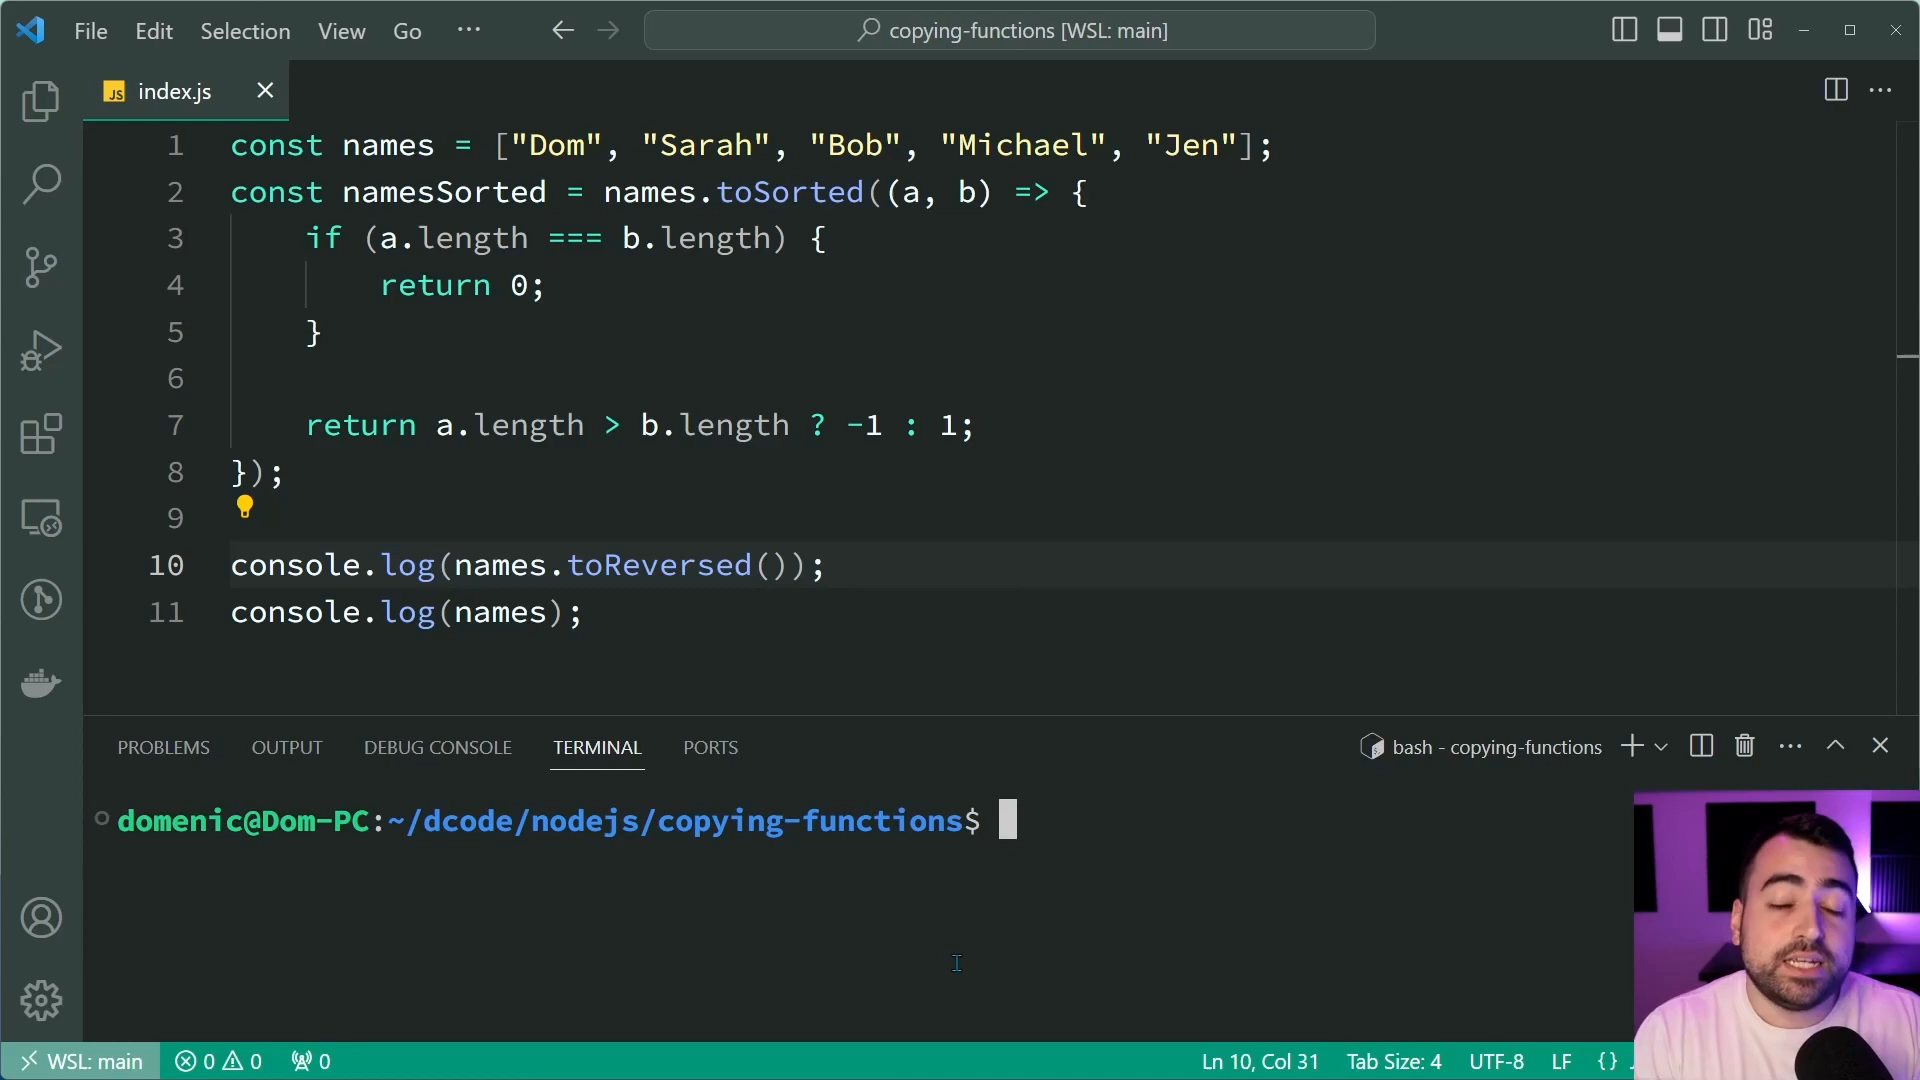 File Edit Selection View Go ···
copying-functions [WSL: main]
JS index.js
1 const names = ["Dom", "Sarah", "Bob", "Michael", "Jen"];
2 const namesSorted = names.toSorted((a, b) => {
3     if (a.length === b.length) {
4         return 0;
5     }
6
7     return a.length > b.length ? -1 : 1;
8 });
9
10 console.log(names.toReversed());
11 console.log(names);
PROBLEMS OUTPUT DEBUG CONSOLE TERMINAL PORTS
bash - copying-functions
domenic@Dom-PC:~/dcode/nodejs/copying-functions$
WSL: main 0 0 0 Ln 10, Col 31 Tab Size: 4 UTF-8 LF {}